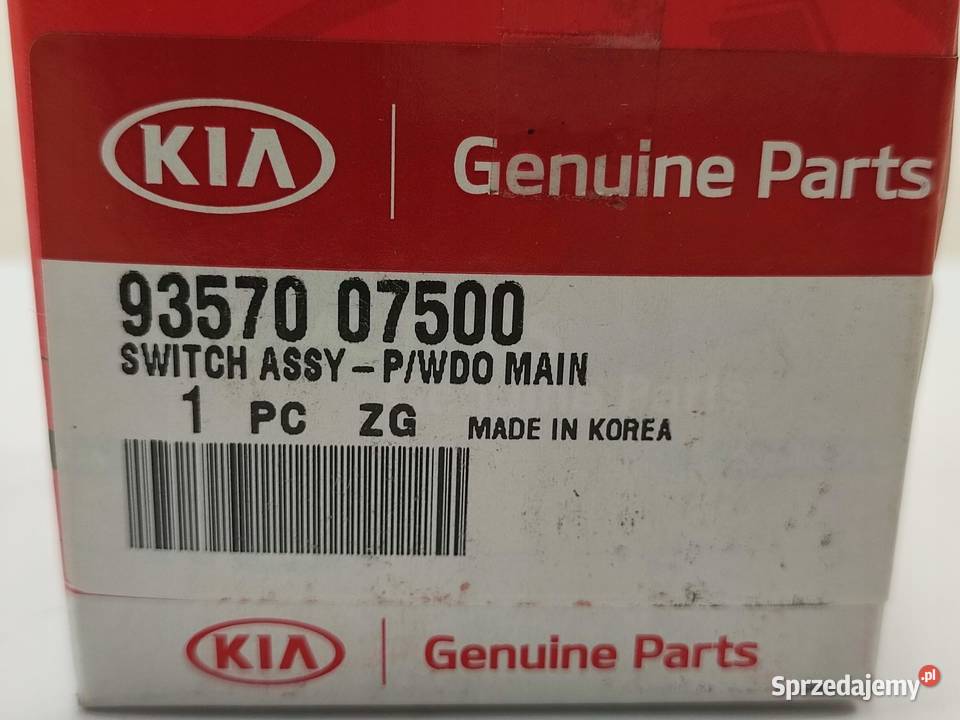 KIA Genuine Parts
93570 07500
SWITCH ASSY-P/WDO MAIN
1 PC ZG MADE IN KOREA
KIA Genuine Parts
Sprzedajemy.pl